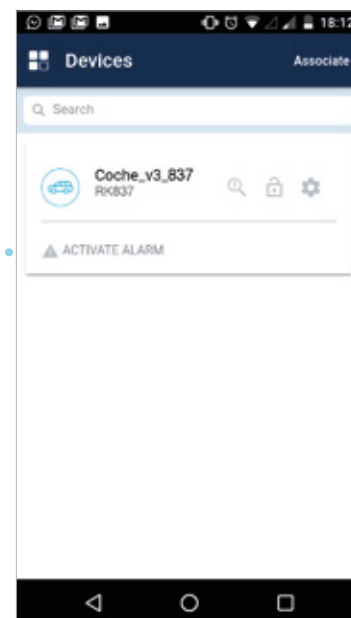 18:12
Devices
Associate
Search
Coche_v3_837
RK837
ACTIVATE ALARM